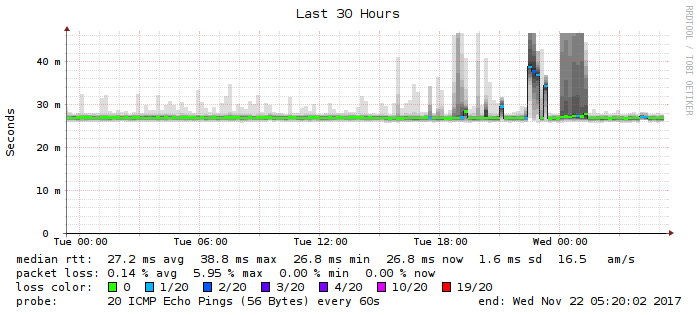 Last 30 Hours
RRDTOOL / TOBI OETIKER
Seconds
40 m
30 m
20 m
10 m
0
Tue 00:00 Tue 06:00 Tue 12:00 Tue 18:00 Wed 00:00
median rtt: 27.2 ms avg 38.8 ms max 26.8 ms min 26.8 ms now 1.6 ms sd 16.5 am/s
packet loss: 0.14 % avg 5.95 % max 0.00 % min 0.00 % now
loss color: 0 1/20 2/20 3/20 4/20 10/20 19/20
probe: 20 ICMP Echo Pings (56 Bytes) every 60s end: Wed Nov 22 05:20:02 2017